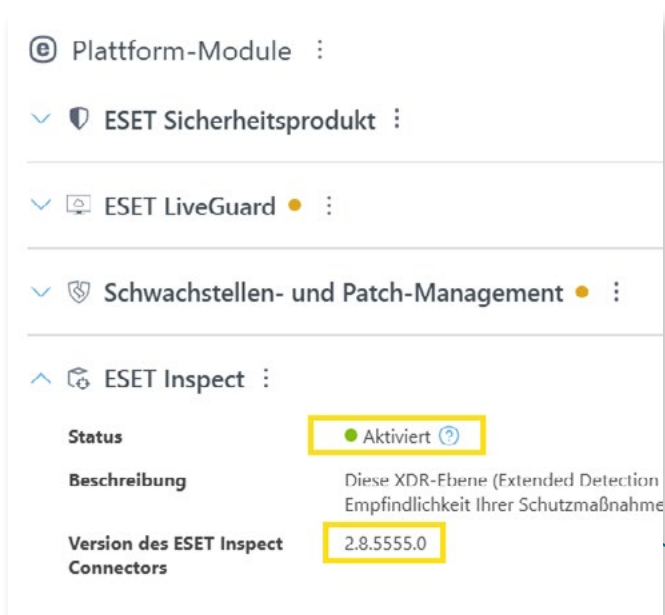 Plattform-Module
ESET Sicherheitsprodukt
ESET LiveGuard
Schwachstellen- und Patch-Management
ESET Inspect
Status Aktiviert
Beschreibung Diese XDR-Ebene (Extended Detection
Empfindlichkeit Ihrer Schutzmaßnahme
Version des ESET Inspect 2.8.5555.0
Connectors